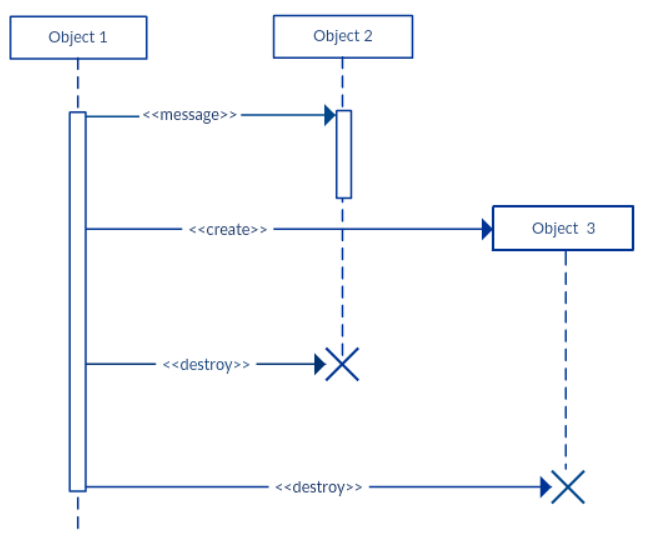 Object 1
Object 2
<<message>>
<<create>>
Object 3
<<destroy>>
<<destroy>>